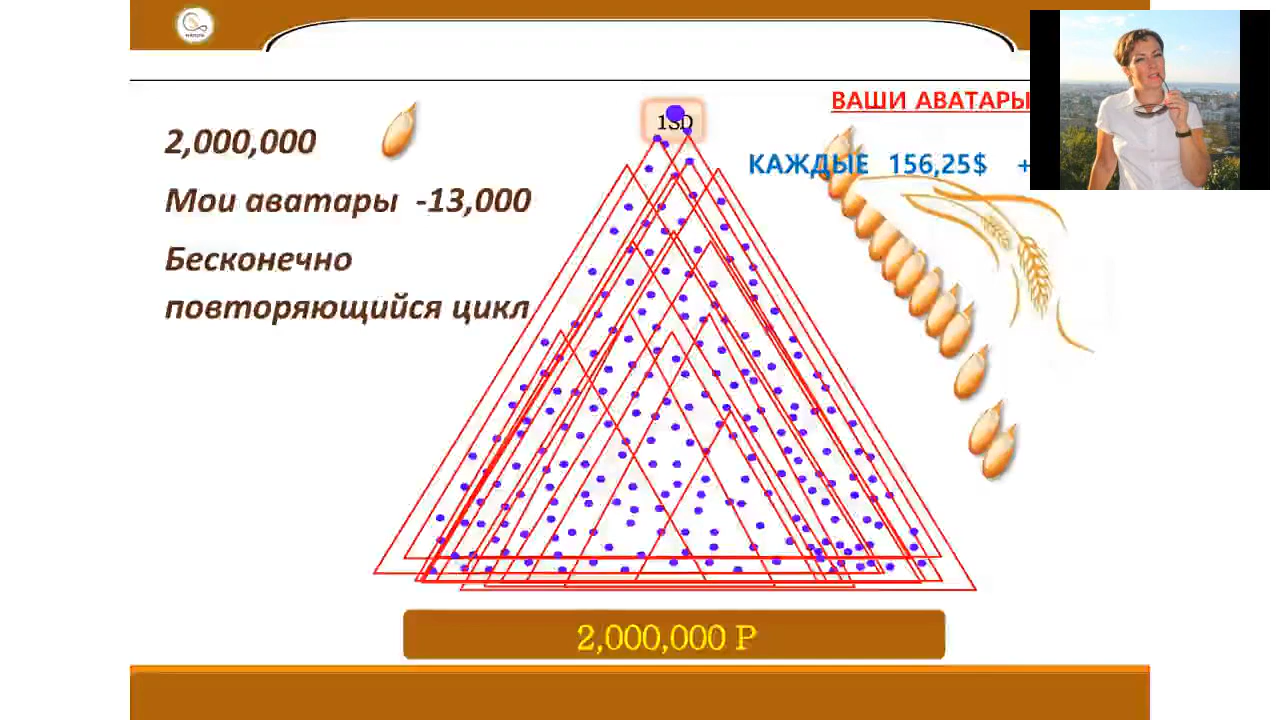 2,000,000
Мои аватары -13,000
Бесконечно
повторяющийся цикл
1SD
ВАШИ АВАТАРЫ
КАЖДЫЕ 156,25$ +
2,000,000 P